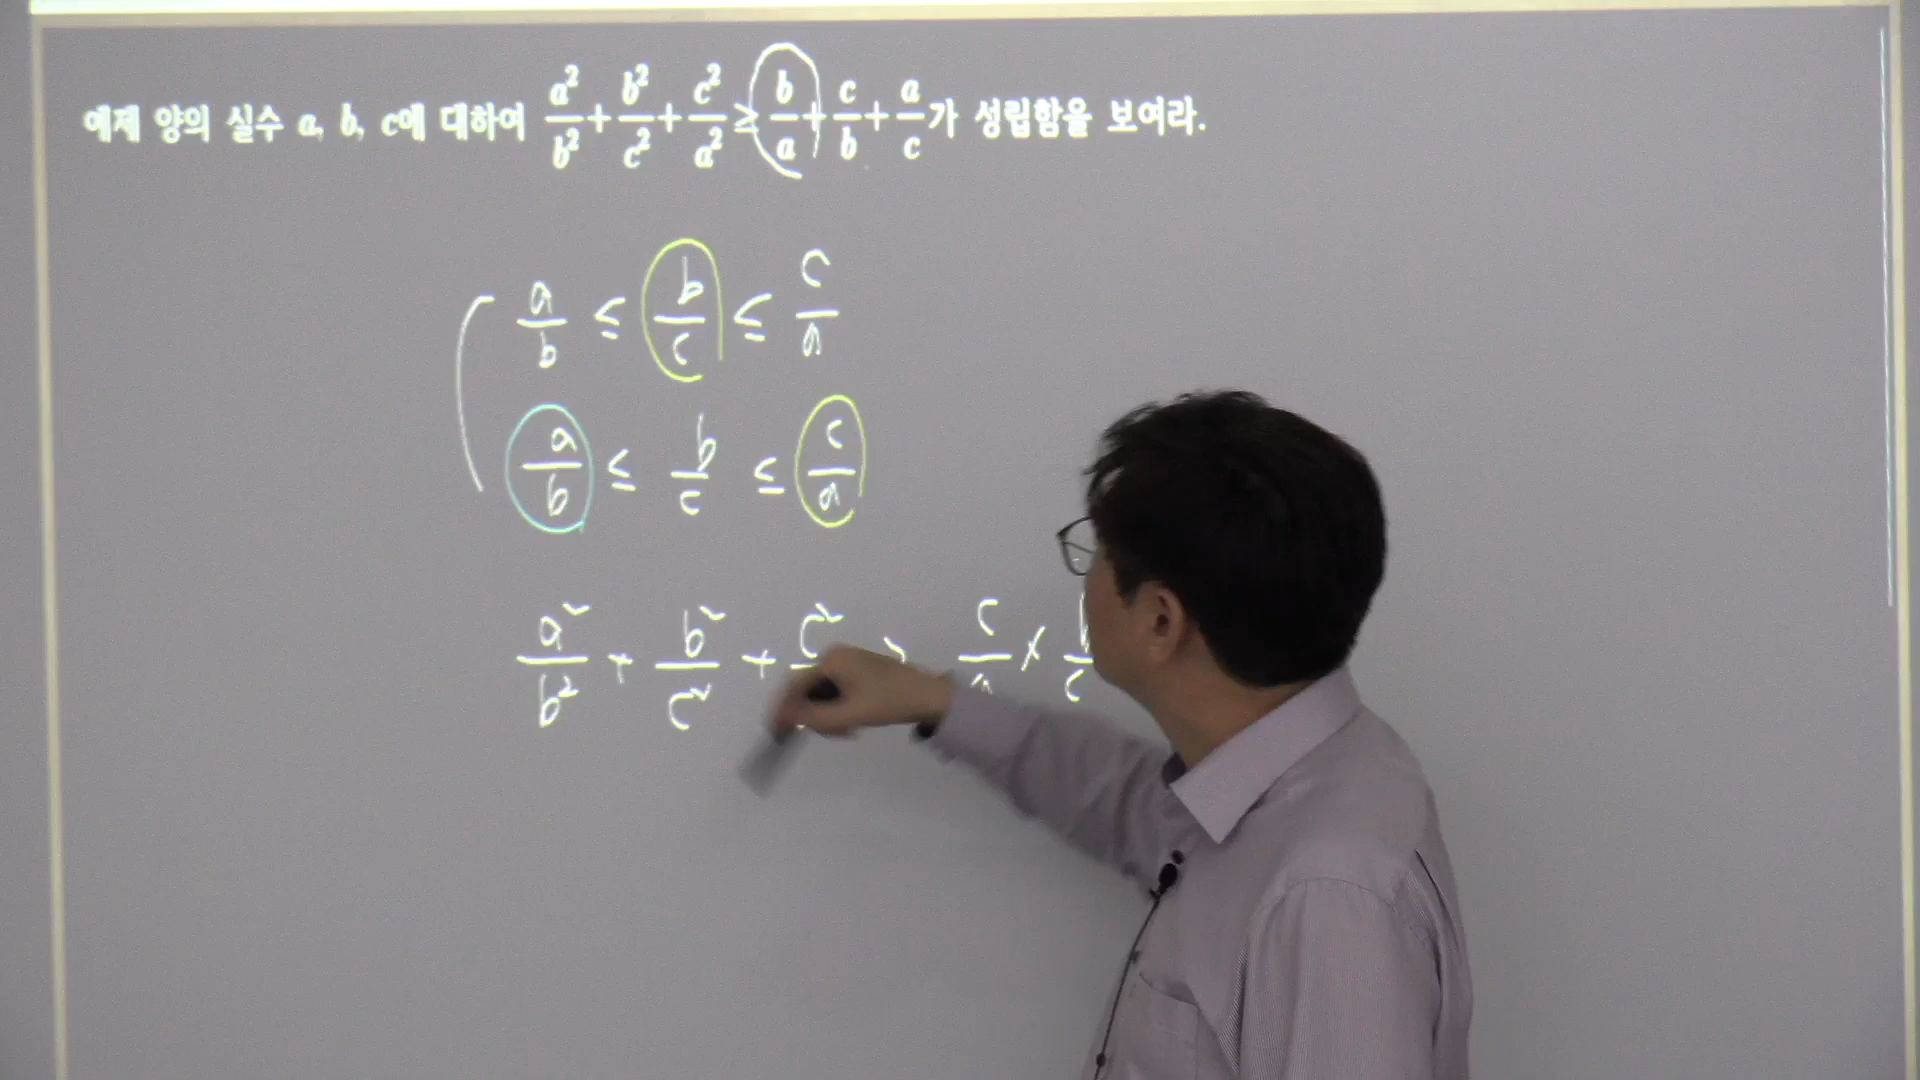 예제 양의 실수 a, b, c에 대하여 a²/b² + b²/c² + c²/a² ≥ b/a + c/b + a/c 가 성립함을 보여라.
a/b ≤ b/c ≤ c/a
a/b ≤ b/c ≤ c/a
a²/b² + b²/c² + c² c/a × c